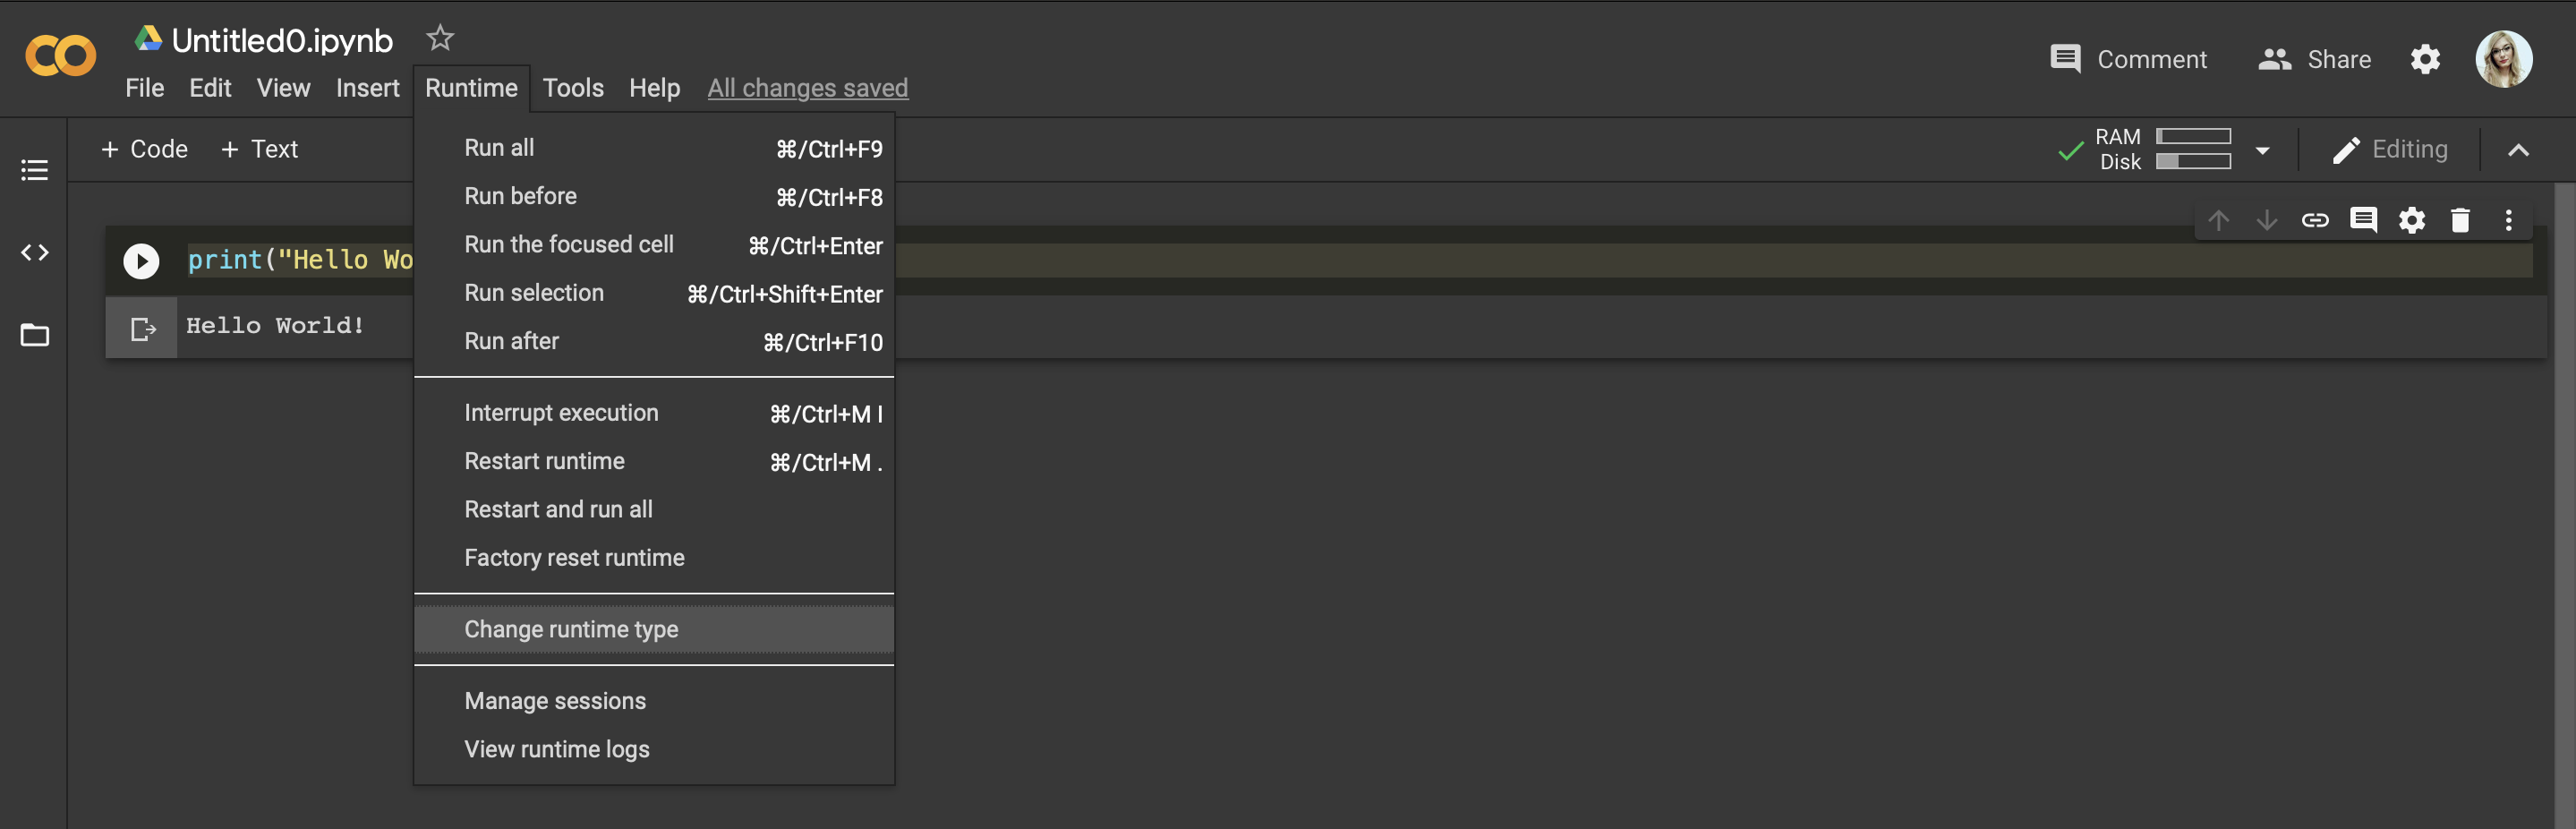 Untitled0.ipynb
File Edit View Insert Runtime Tools Help All changes saved
Comment Share
+ Code + Text
RAM
Disk
Editing
Run all ⌘/Ctrl+F9
Run before ⌘/Ctrl+F8
Run the focused cell ⌘/Ctrl+Enter
Run selection ⌘/Ctrl+Shift+Enter
Run after ⌘/Ctrl+F10
Interrupt execution ⌘/Ctrl+M I
Restart runtime ⌘/Ctrl+M .
Restart and run all
Factory reset runtime
Change runtime type
Manage sessions
View runtime logs
print("Hello Wo
Hello World!